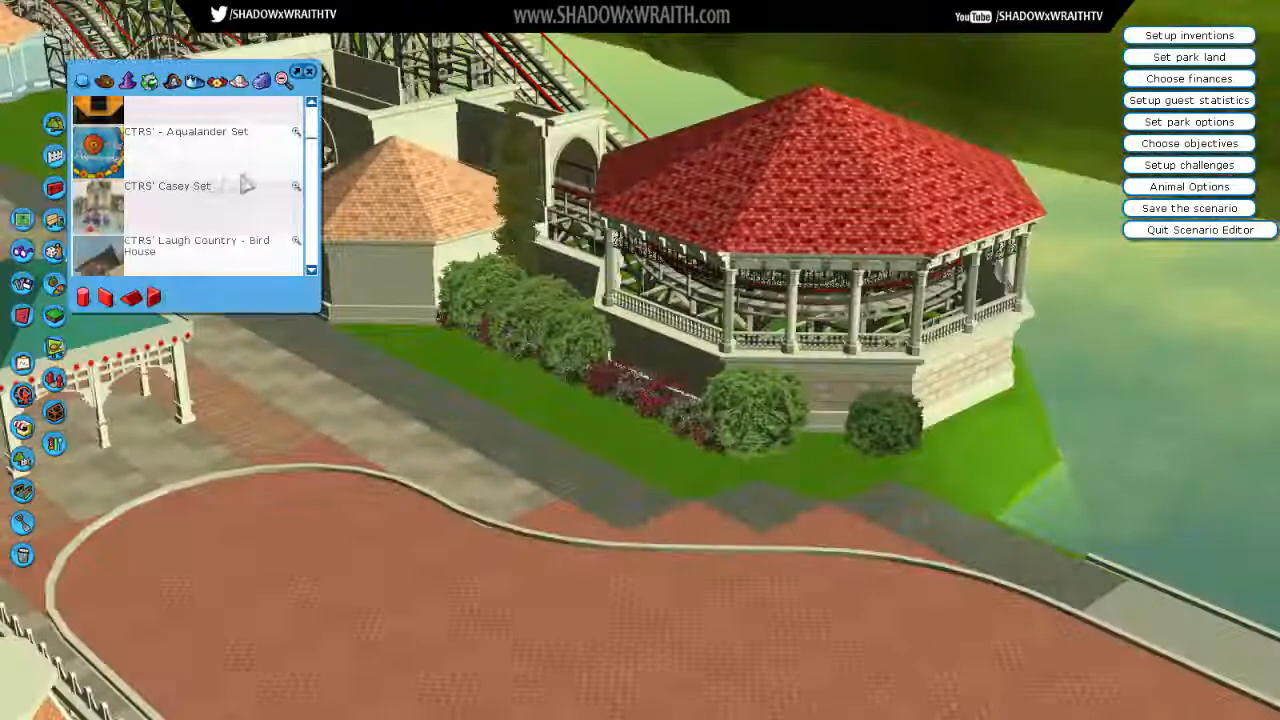 /SHADOWxWRAITHTV
www.SHADOWxWRAITH.com
YouTube /SHADOWxWRAITHTV
Setup inventions
Set park land
Choose finances
Setup guest statistics
Set park options
Choose objectives
Setup challenges
Animal Options
Save the scenario
Quit Scenario Editor
CTRS' - Aqualander Set
CTRS' Casey Set
CTRS' Laugh Country - Bird
House